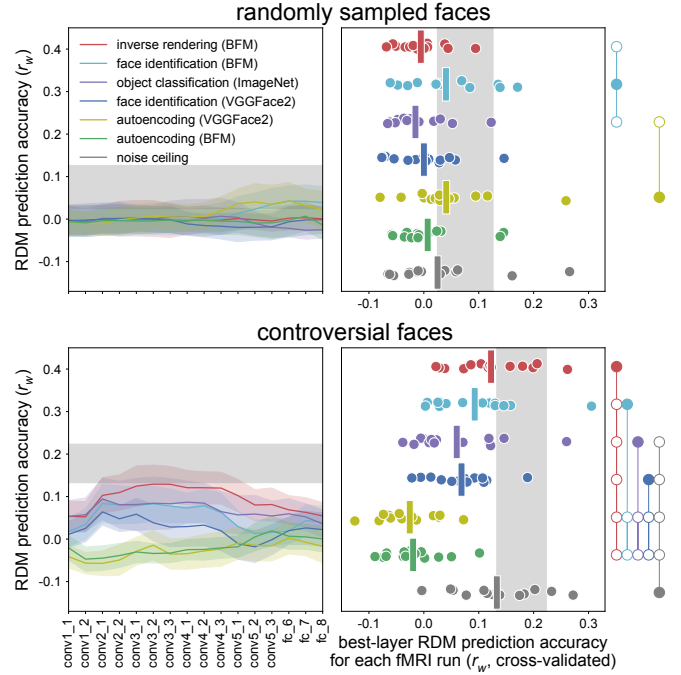 randomly sampled faces
RDM prediction accuracy (r_w)
0.4
0.3
0.2
0.1
0.0
-0.1
inverse rendering (BFM)
face identification (BFM)
object classification (ImageNet)
face identification (VGGFace2)
autoencoding (VGGFace2)
autoencoding (BFM)
noise ceiling
-0.1
0.0
0.1
0.2
0.3
controversial faces
RDM prediction accuracy (r_w)
0.4
0.3
0.2
0.1
0.0
-0.1
conv1_1
conv1_2
conv2_1
conv2_2
conv3_1
conv3_2
conv3_3
conv4_1
conv4_2
conv4_3
conv5_1
conv5_2
conv5_3
fc_6
fc_7
fc_8
-0.1
0.0
0.1
0.2
0.3
best-layer RDM prediction accuracy
for each fMRI run (r_w, cross-validated)